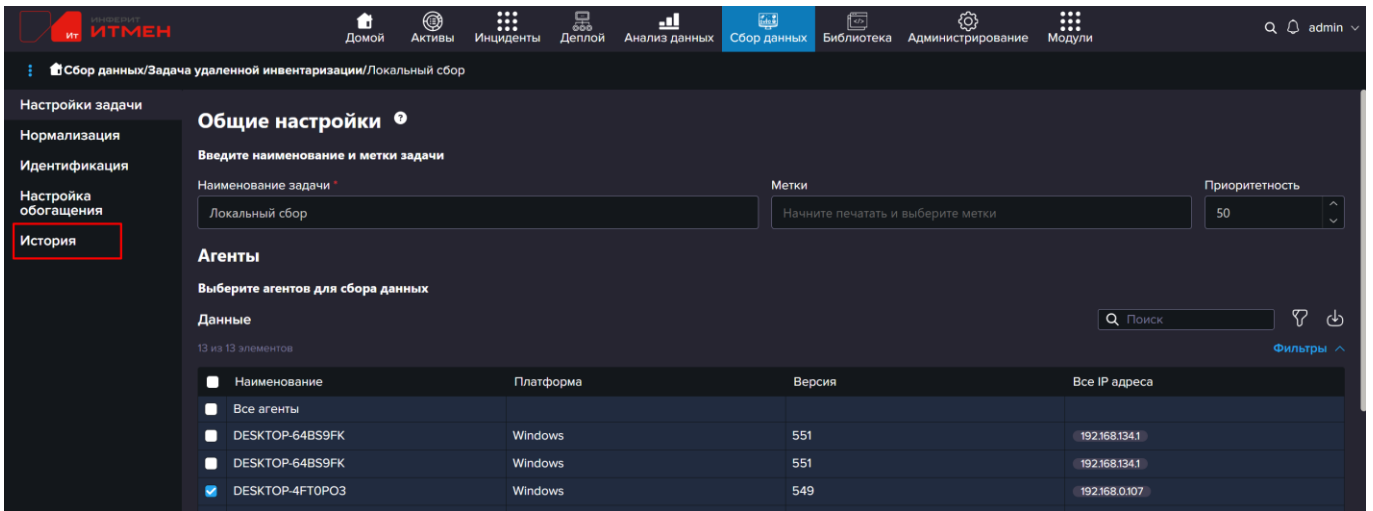 ИНФЕРИТ
ИТМЕН
Ит
Домой
Активы
Инциденты
Деплой
Анализ данных
Сбор данных
Библиотека
Администрирование
Модули
admin
Сбор данных/Задача удаленной инвентаризации/Локальный сбор
Настройки задачи
Нормализация
Идентификация
Настройка
обогащения
История
Общие настройки ?
Введите наименование и метки задачи
Наименование задачи *
Метки
Приоритетность
Локальный сбор
Начните печатать и выберите метки
50
Агенты
Выберите агентов для сбора данных
Данные
Поиск
13 из 13 элементов
Фильтры
Наименование Платформа Версия Все IP адреса
Все агенты
DESKTOP-64BS9FK Windows 551 192.168.134.1
DESKTOP-64BS9FK Windows 551 192.168.134.1
DESKTOP-4FT0PO3 Windows 549 192.168.0.107